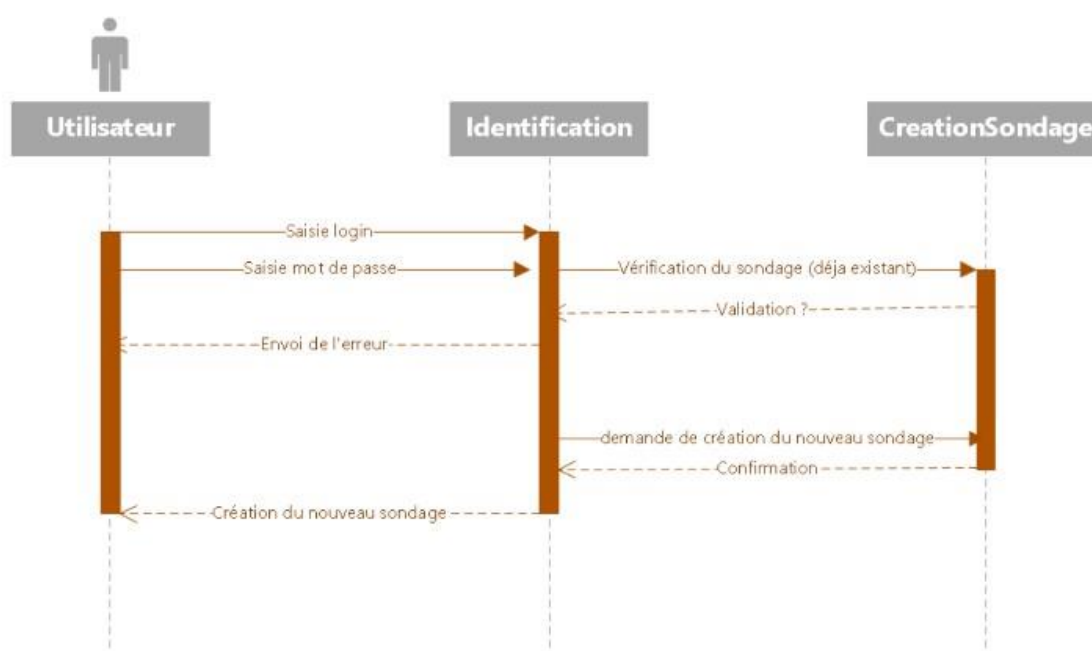 Utilisateur
Identification
CreationSondage
Saisie login
Saisie mot de passe
Vérification du sondage (déja existant)
Validation ?
Envoi de l'erreur
demande de création du nouveau sondage
Confirmation
Création du nouveau sondage